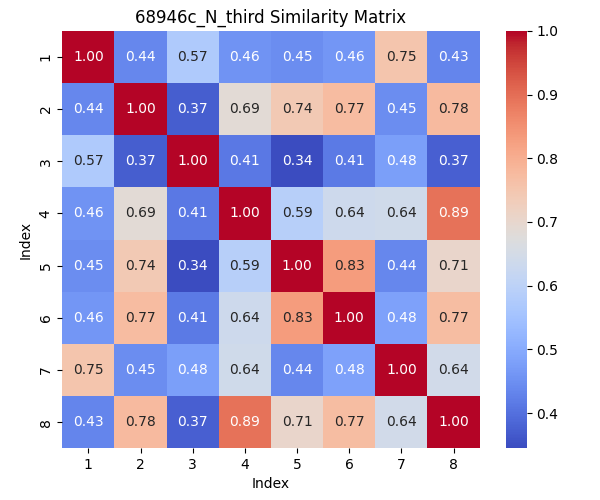 68946c_N_third Similarity Matrix
1 1.00 0.44 0.57 0.46 0.45 0.46 0.75 0.43
2 0.44 1.00 0.37 0.69 0.74 0.77 0.45 0.78
3 0.57 0.37 1.00 0.41 0.34 0.41 0.48 0.37
4 0.46 0.69 0.41 1.00 0.59 0.64 0.64 0.89
5 0.45 0.74 0.34 0.59 1.00 0.83 0.44 0.71
6 0.46 0.77 0.41 0.64 0.83 1.00 0.48 0.77
7 0.75 0.45 0.48 0.64 0.44 0.48 1.00 0.64
8 0.43 0.78 0.37 0.89 0.71 0.77 0.64 1.00
1 2 3 4 5 6 7 8
Index
Index
1.0
0.9
0.8
0.7
0.6
0.5
0.4